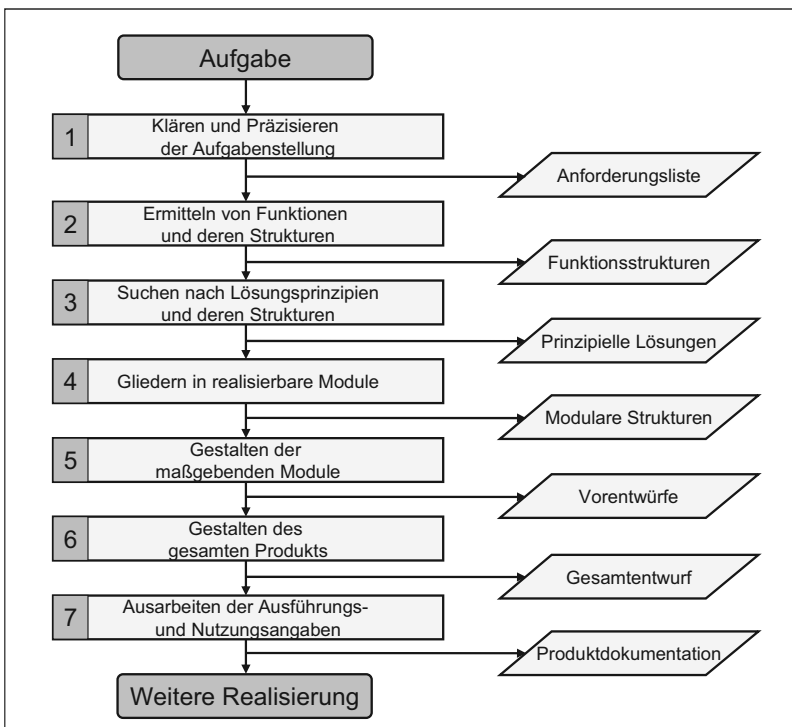 Aufgabe
1
Klären und Präzisieren
der Aufgabenstellung
Anforderungsliste
2
Ermitteln von Funktionen
und deren Strukturen
Funktionsstrukturen
3
Suchen nach Lösungsprinzipien
und deren Strukturen
Prinzipielle Lösungen
4
Gliedern in realisierbare Module
Modulare Strukturen
5
Gestalten der
maßgebenden Module
Vorentwürfe
6
Gestalten des
gesamten Produkts
Gesamtentwurf
7
Ausarbeiten der Ausführungs-
und Nutzungsangaben
Produktdokumentation
Weitere Realisierung